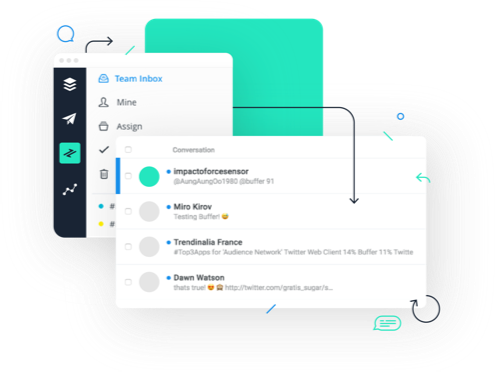 Team Inbox
Mine
Assign
#
#
Conversation
impactoforcesensor
@AungAungOo1980 @buffer 91
Miro Kirov
Testing Buffer! 😄
Trendinalia France
#Top3Apps for 'Audience Network' Twitter Web Client 14% Buffer 11% Twitte
Dawn Watson
thats true! 😍 🙊 http://twitter.com/gratis_sugar/s...